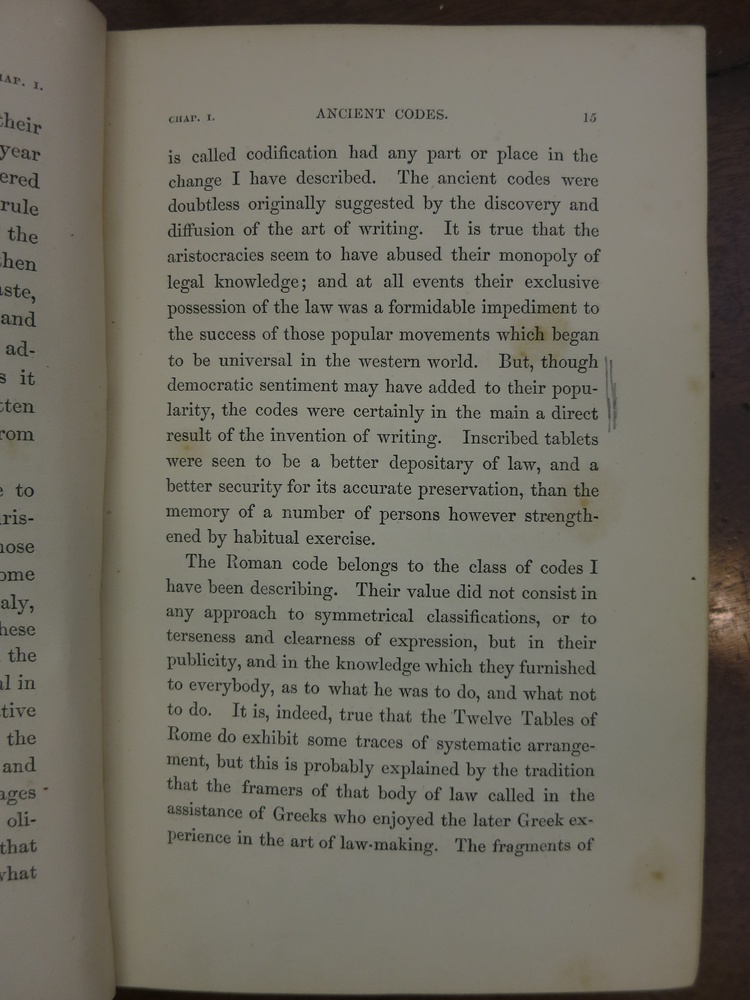 HAP. I.
their
year
ered
rule
the
then
aste,
and
ad-
s it
tten
rom
e to
ris-
hose
ome
aly,
hese
the
al in
tive
the
and
ages
oli-
that
what
CHAP. I. ANCIENT CODES. 15
is called codification had any part or place in the
change I have described. The ancient codes were
doubtless originally suggested by the discovery and
diffusion of the art of writing. It is true that the
aristocracies seem to have abused their monopoly of
legal knowledge; and at all events their exclusive
possession of the law was a formidable impediment to
the success of those popular movements which began
to be universal in the western world. But, though
democratic sentiment may have added to their popu-
larity, the codes were certainly in the main a direct
result of the invention of writing. Inscribed tablets
were seen to be a better depositary of law, and a
better security for its accurate preservation, than the
memory of a number of persons however strength-
ened by habitual exercise.
The Roman code belongs to the class of codes I
have been describing. Their value did not consist in
any approach to symmetrical classifications, or to
terseness and clearness of expression, but in their
publicity, and in the knowledge which they furnished
to everybody, as to what he was to do, and what not
to do. It is, indeed, true that the Twelve Tables of
Rome do exhibit some traces of systematic arrange-
ment, but this is probably explained by the tradition
that the framers of that body of law called in the
assistance of Greeks who enjoyed the later Greek ex-
perience in the art of law-making. The fragments of